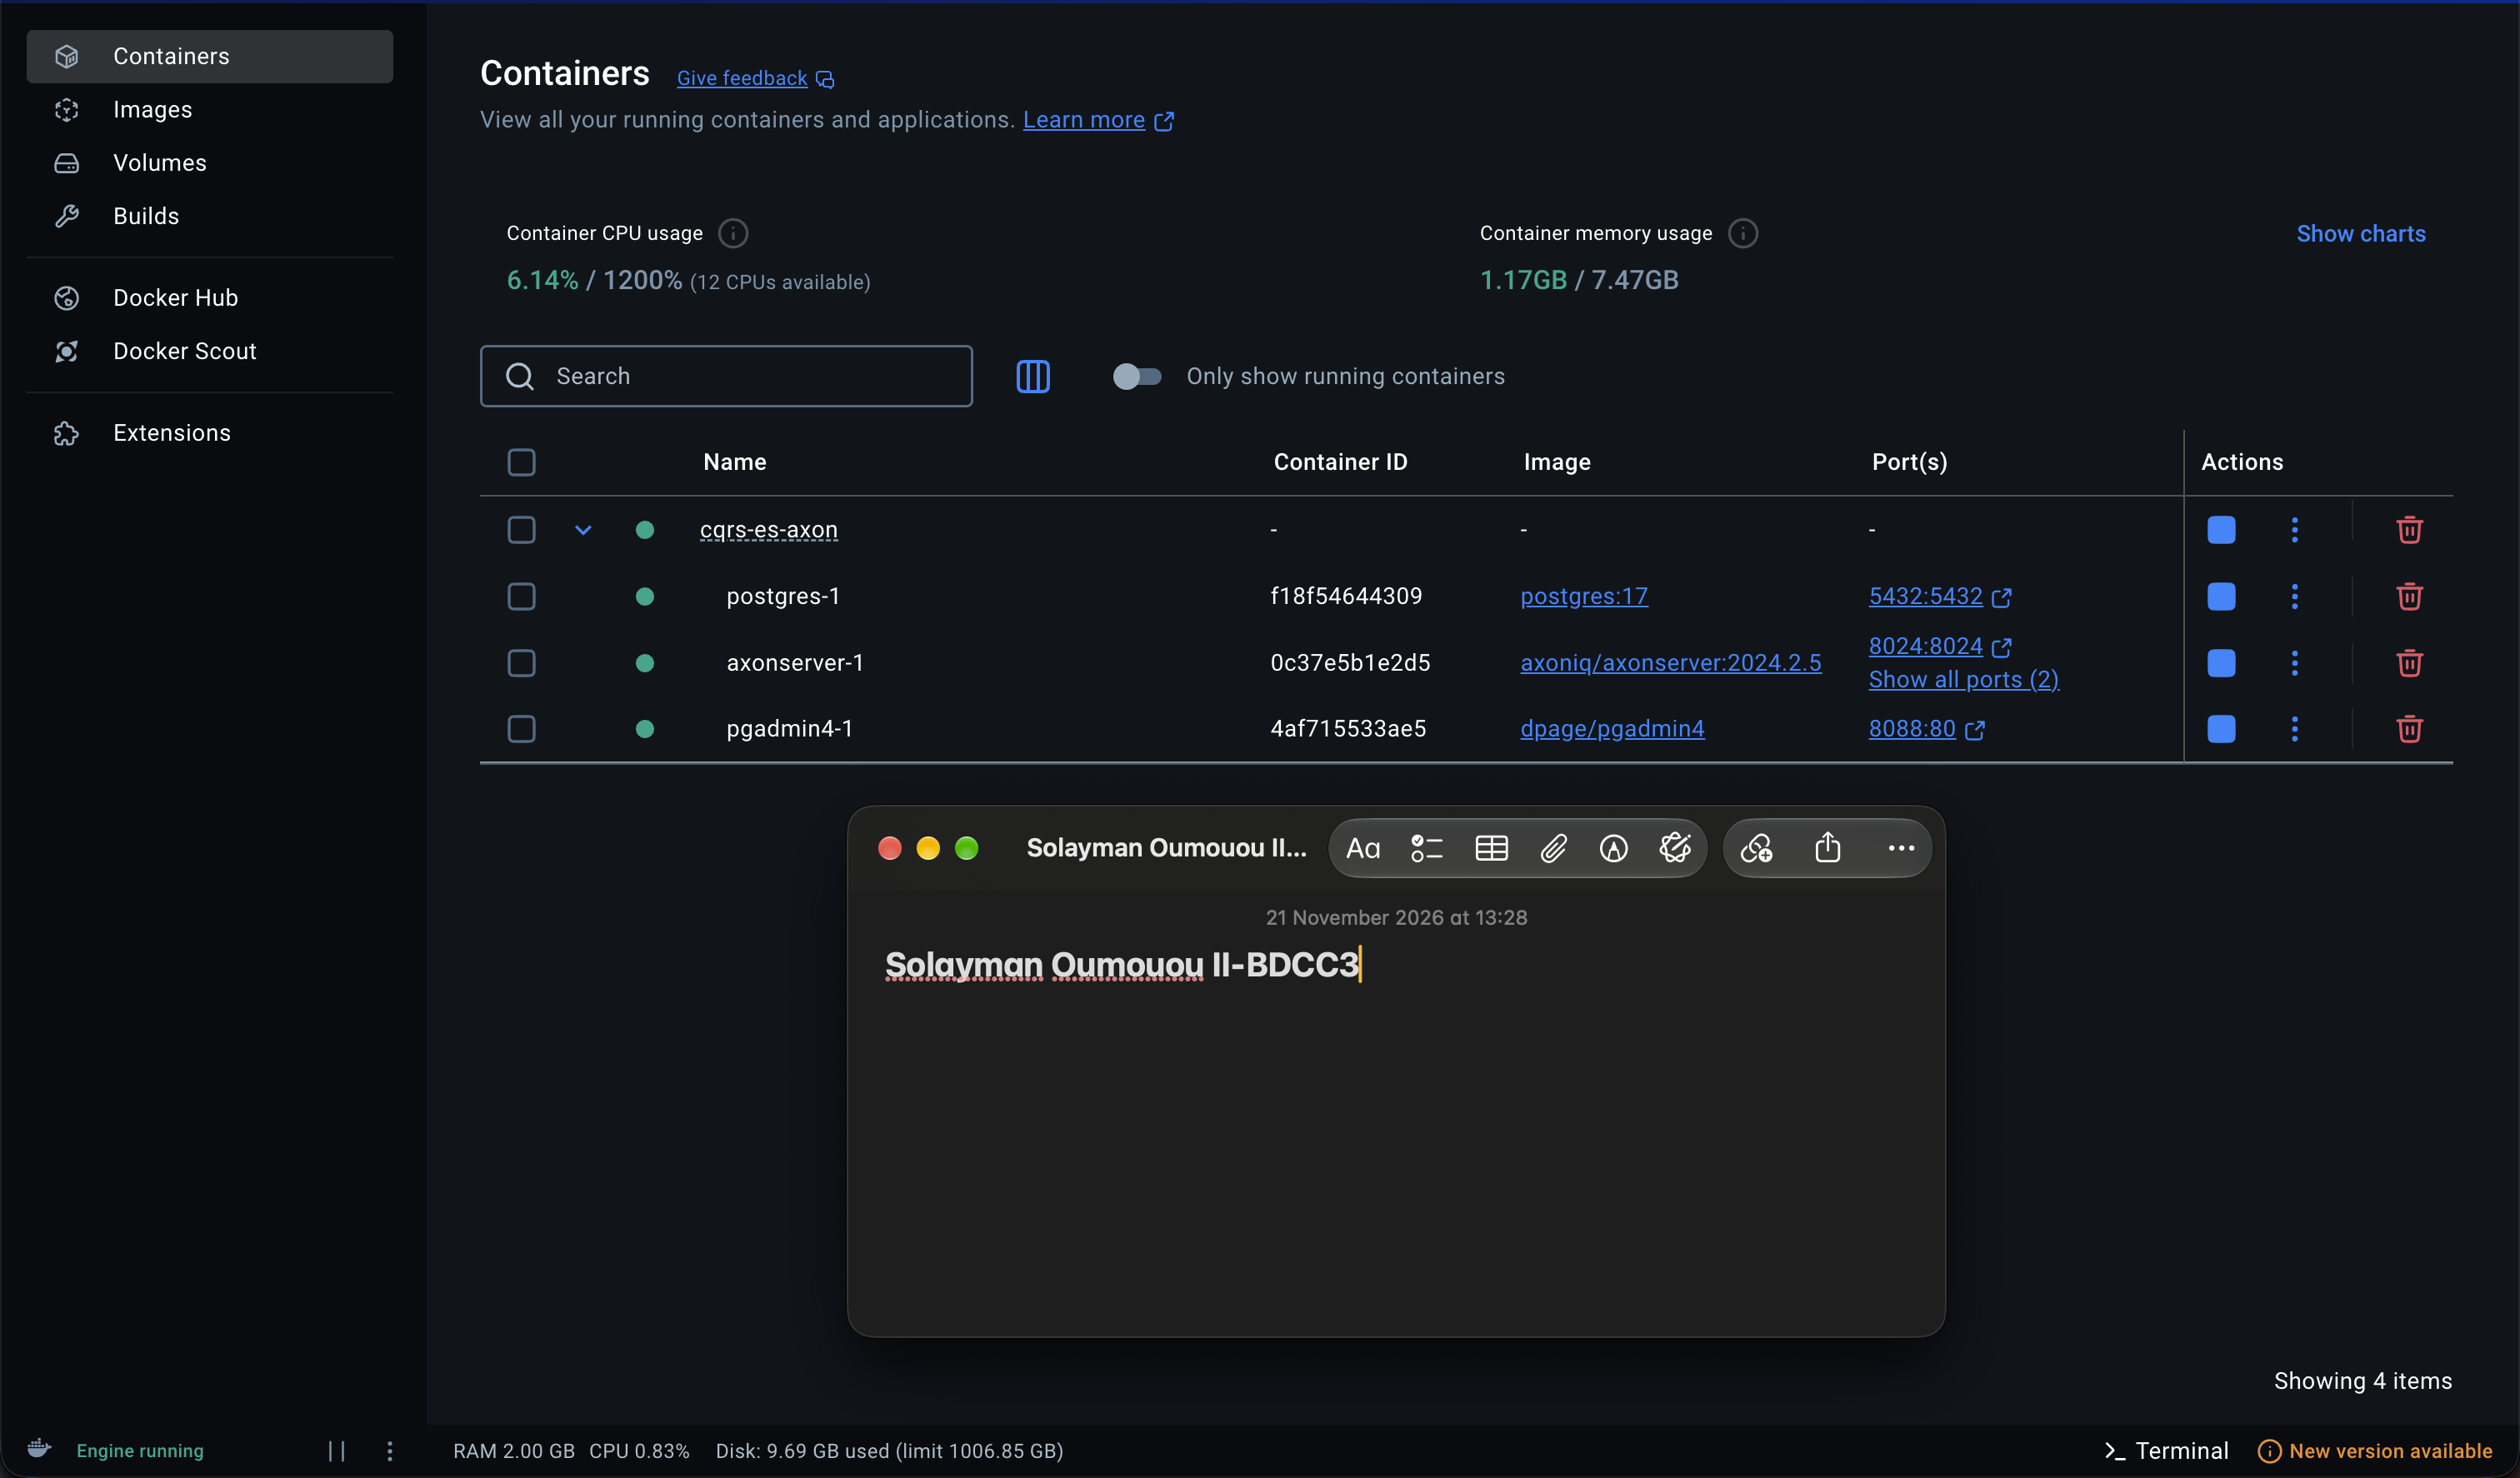 Containers
Images
Volumes
Builds
Docker Hub
Docker Scout
Extensions
Containers Give feedback
View all your running containers and applications. Learn more
Container CPU usage
6.14% / 1200% (12 CPUs available)
Container memory usage
1.17GB / 7.47GB
Show charts
Search
Only show running containers
Name Container ID Image Port(s) Actions
cqrs-es-axon - - -
postgres-1 f18f54644309 postgres:17 5432:5432
axonserver-1 0c37e5b1e2d5 axoniq/axonserver:2024.2.5 8024:8024
Show all ports (2)
pgadmin4-1 4af715533ae5 dpage/pgadmin4 8088:80
Solayman Oumouou II... Aa
21 November 2026 at 13:28
Solayman Oumouou II-BDCC3
Showing 4 items
Engine running
RAM 2.00 GB CPU 0.83% Disk: 9.69 GB used (limit 1006.85 GB)
Terminal
New version available